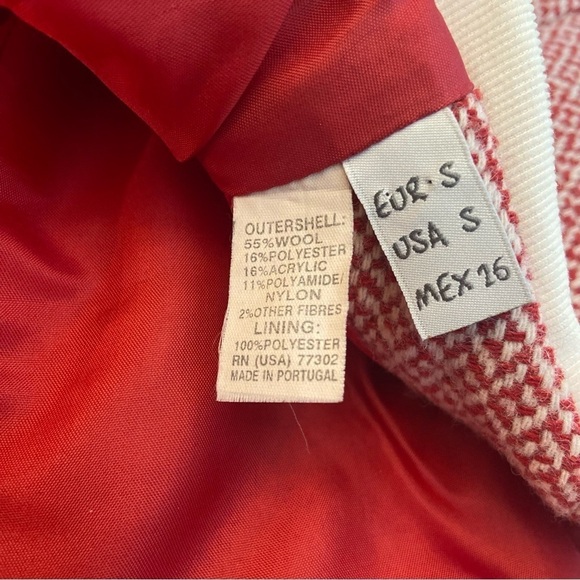 OUTERSHELL:
55%WOOL
16%POLYESTER
16%ACRYLIC
11%POLYAMIDE/
NYLON
2%OTHER FIBRES
LINING:
100%POLYESTER
RN (USA) 77302
MADE IN PORTUGAL
EUR·S
USA S
MEX 26